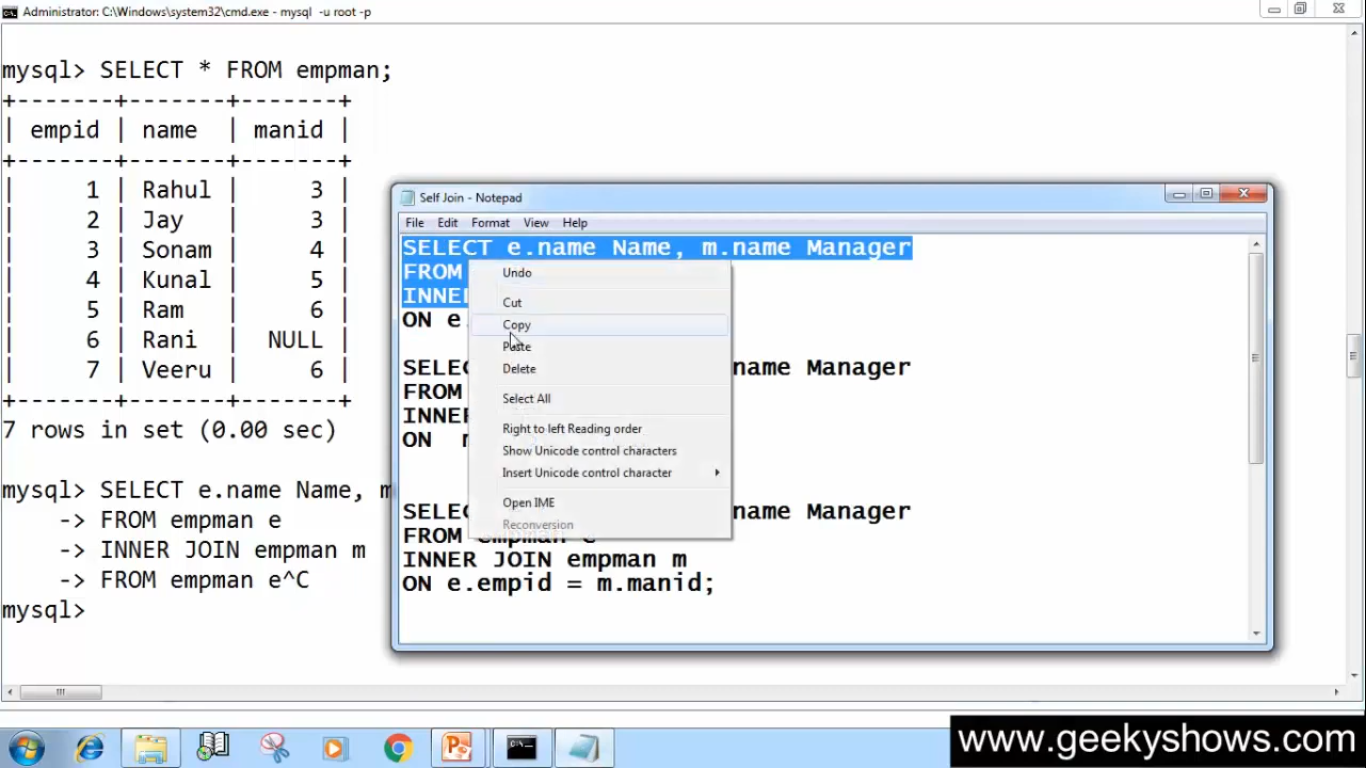 Administrator: C:\Windows\system32\cmd.exe - mysql -u root -p
mysql> SELECT * FROM empman;
+-------+-------+-------+
| empid | name | manid |
+-------+-------+-------+
| 1 | Rahul | 3 |
| 2 | Jay | 3 |
| 3 | Sonam | 4 |
| 4 | Kunal | 5 |
| 5 | Ram | 6 |
| 6 | Rani | NULL |
| 7 | Veeru | 6 |
+-------+-------+-------+
7 rows in set (0.00 sec)
mysql> SELECT e.name Name, m
-> FROM empman e
-> INNER JOIN empman m
-> FROM empman e^C
mysql>
Self Join - Notepad
File Edit Format View Help
SELECT e.name Name, m.name Manager
FROM
INNER
ON e.
name Manager
FROM
INNER
ON
name Manager
FROM empman e
INNER JOIN empman m
ON e.empid = m.manid;
Undo
Cut
Copy
Paste
Delete
Select All
Right to left Reading order
Show Unicode control characters
Insert Unicode control character
Open IME
Reconversion
www.geekyshows.com